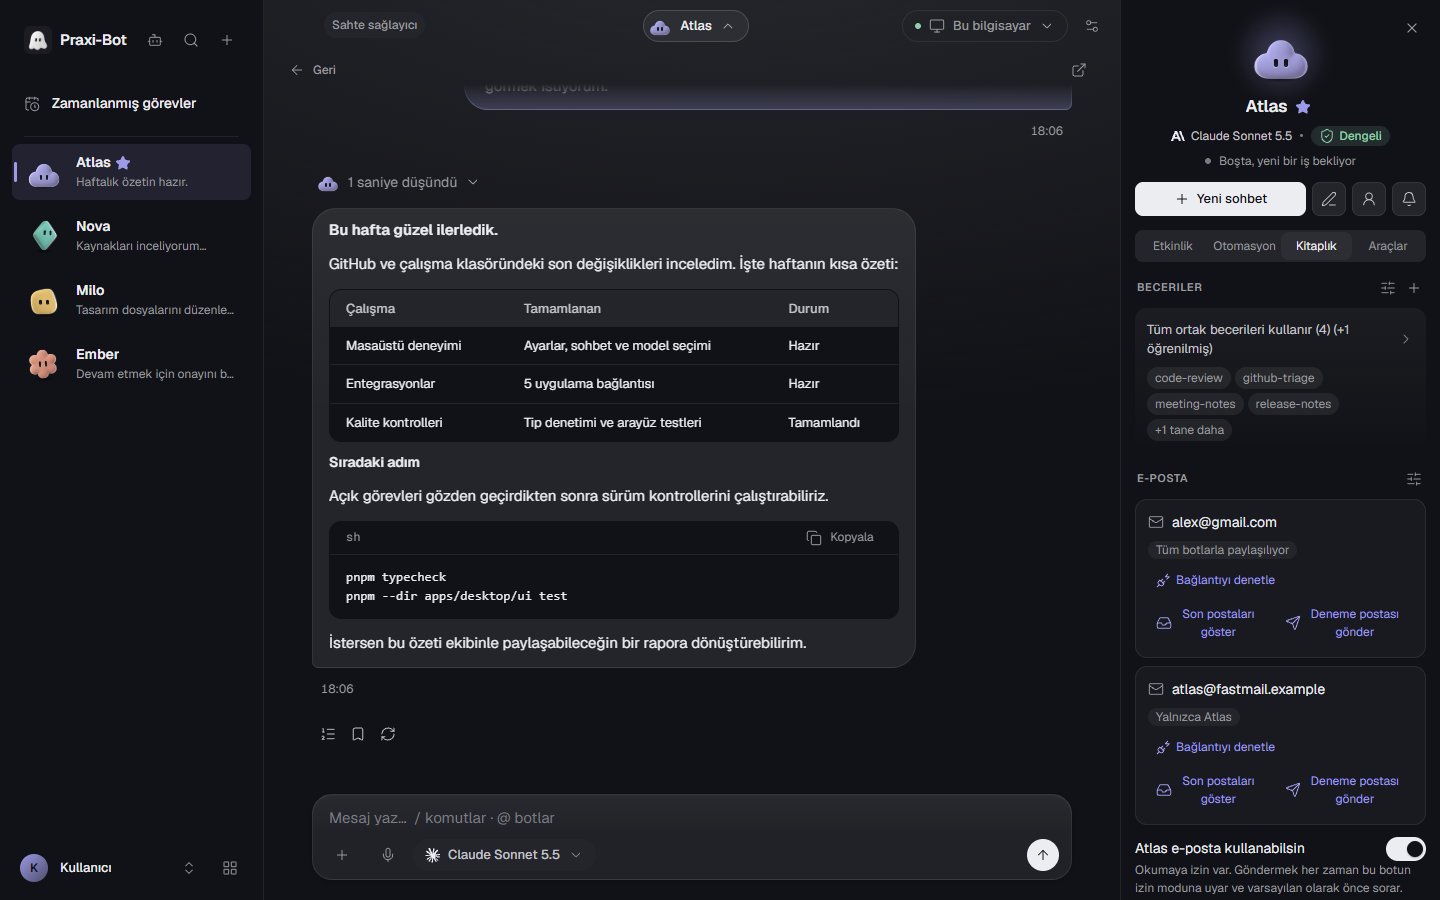 Praxi-Bot
Zamanlanmış görevler
Atlas
Haftalık özetin hazır.
Nova
Kaynakları inceliyorum...
Milo
Tasarım dosyalarını düzenle...
Ember
Devam etmek için onayını b...
K
Kullanıcı
Sahte sağlayıcı
Atlas
Bu bilgisayar
Geri
görmek istiyorum.
18:06
1 saniye düşündü
Bu hafta güzel ilerledik.
GitHub ve çalışma klasöründeki son değişiklikleri inceledim. İşte haftanın kısa özeti:
Çalışma Tamamlanan Durum
Masaüstü deneyimi Ayarlar, sohbet ve model seçimi Hazır
Entegrasyonlar 5 uygulama bağlantısı Hazır
Kalite kontrolleri Tip denetimi ve arayüz testleri Tamamlandı
Sıradaki adım
Açık görevleri gözden geçirdikten sonra sürüm kontrollerini çalıştırabiliriz.
sh Kopyala
pnpm typecheck
pnpm --dir apps/desktop/ui test
İstersen bu özeti ekibinle paylaşabileceğin bir rapora dönüştürebilirim.
18:06
Mesaj yaz... / komutlar · @ botlar
Claude Sonnet 5.5
Atlas
Claude Sonnet 5.5 • Dengeli
Boşta, yeni bir iş bekliyor
Yeni sohbet
Etkinlik Otomasyon Kitaplık Araçlar
BECERILER
Tüm ortak becerileri kullanır (4) (+1
öğrenilmiş)
code-review github-triage
meeting-notes release-notes
+1 tane daha
E-POSTA
alex@gmail.com
Tüm botlarla paylaşılıyor
Bağlantıyı denetle
Son postaları
göster
Deneme postası
gönder
atlas@fastmail.example
Yalnızca Atlas
Bağlantıyı denetle
Son postaları
göster
Deneme postası
gönder
Atlas e-posta kullanabilsin
Okumaya izin var. Göndermek her zaman bu botun
izin moduna uyar ve varsayılan olarak önce sorar.